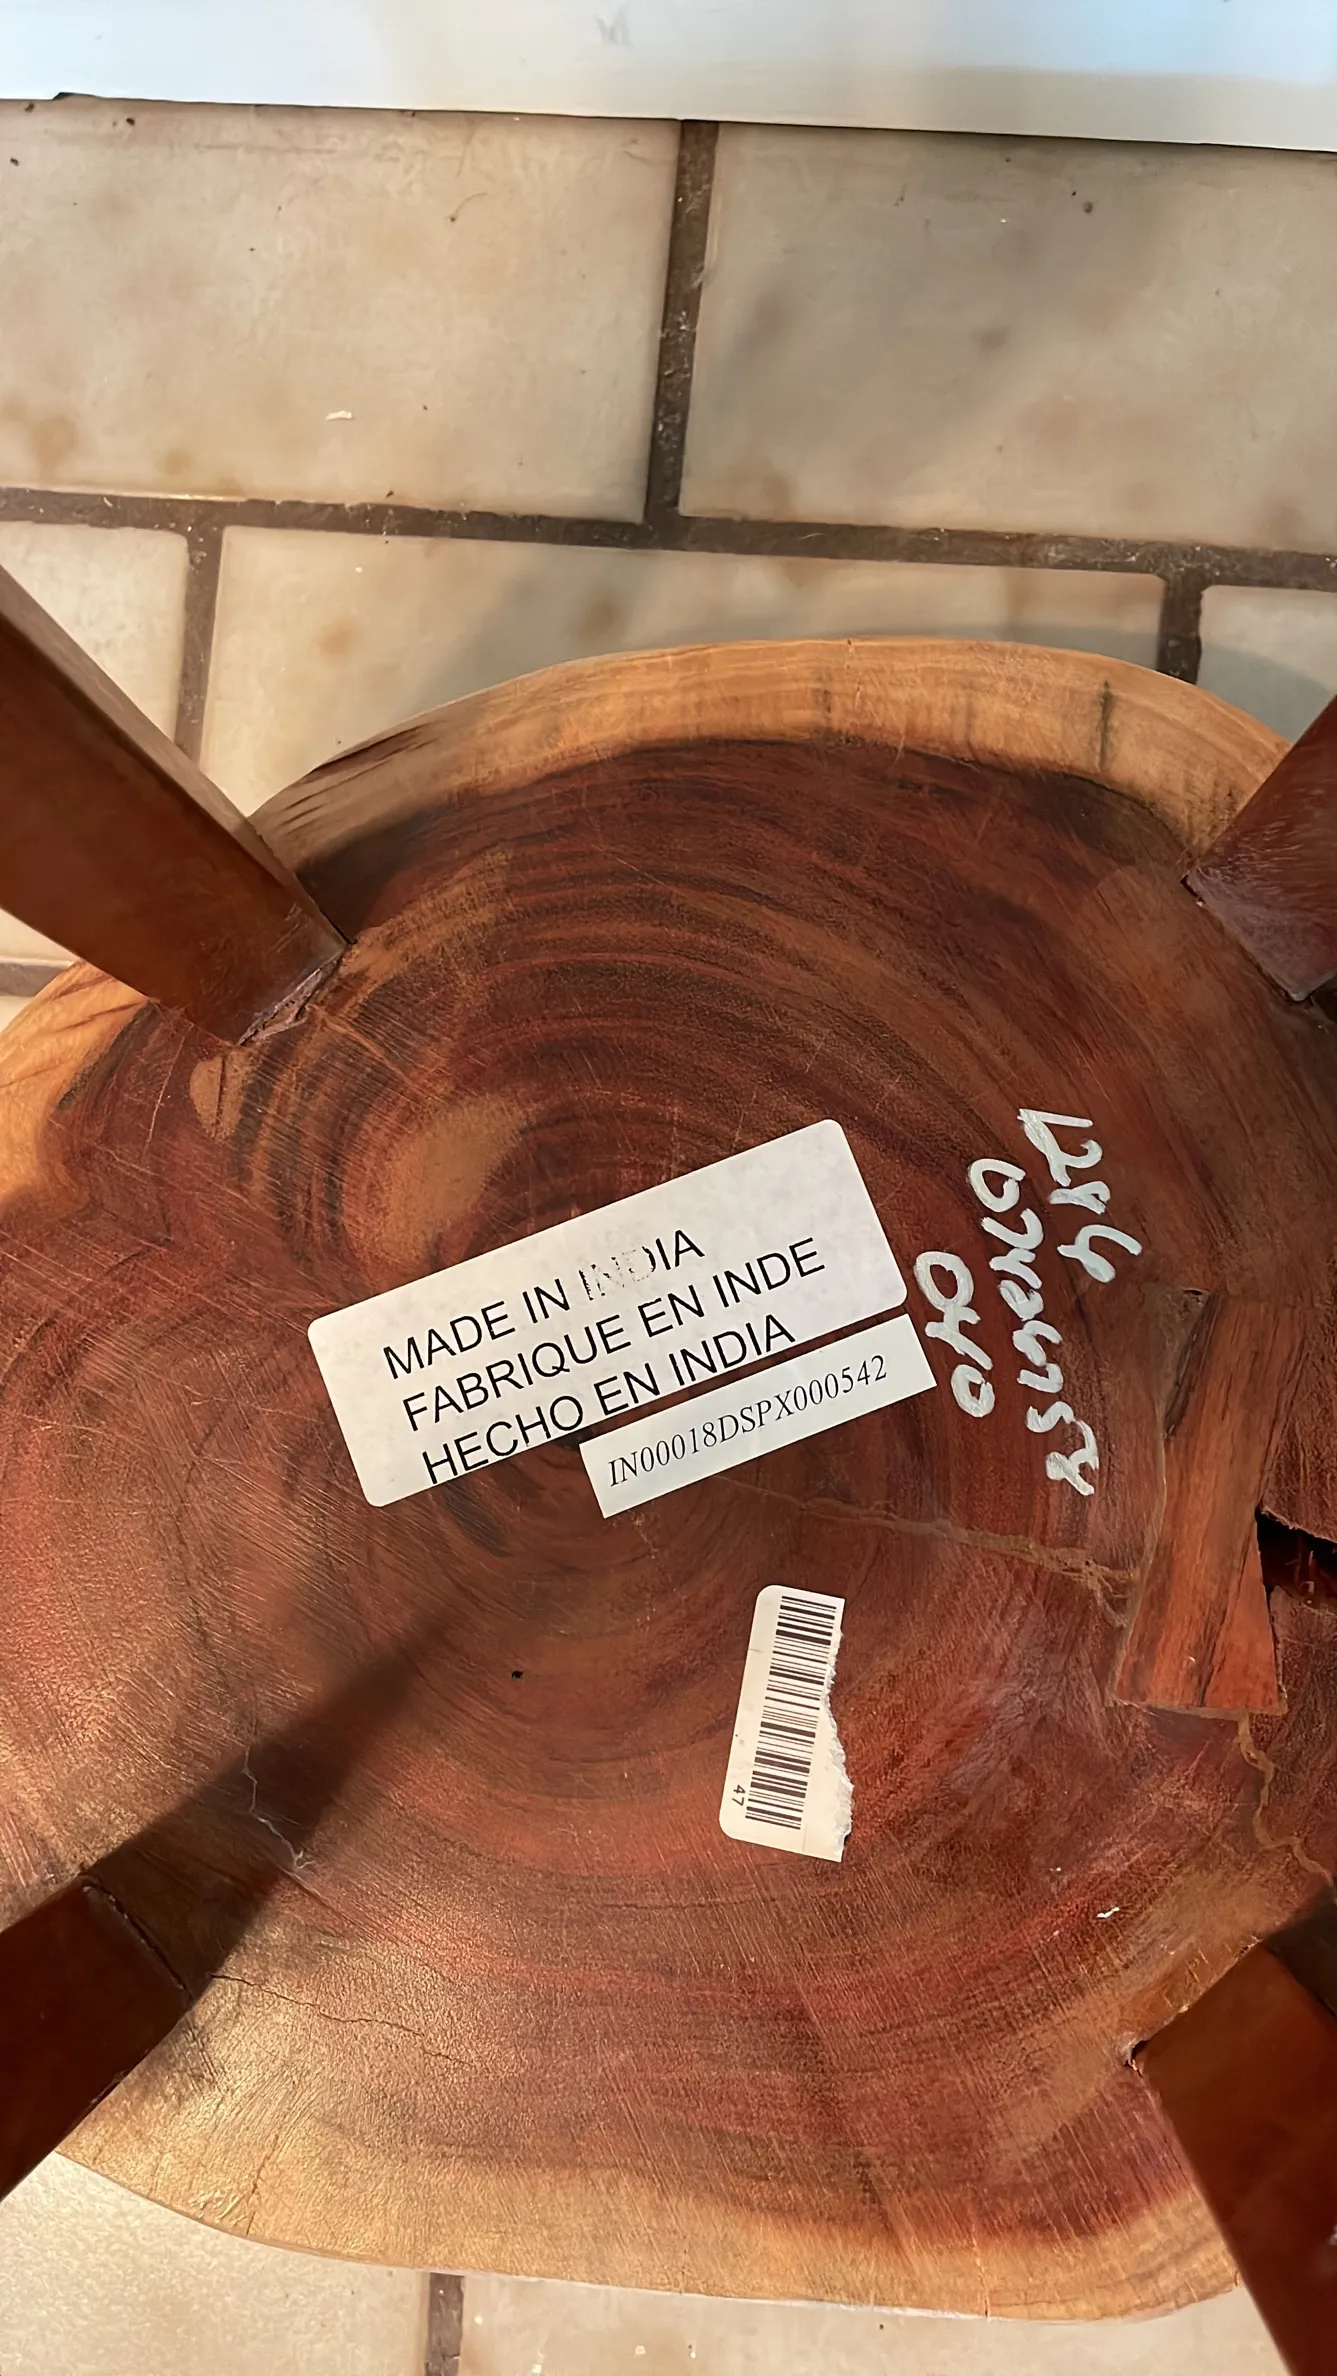 MADE IN INDIA
FABRIQUE EN INDE
HECHO EN INDIA
IN00018DSPX000542
47